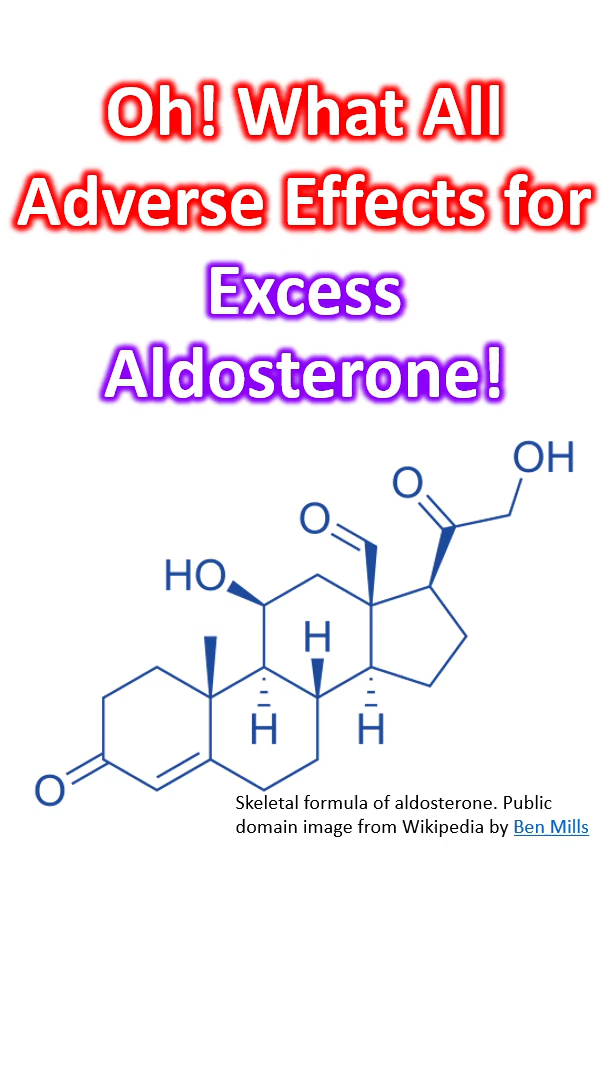 Oh! What All
Adverse Effects for
Excess
Aldosterone!
OH
O
O
HO
H
H
H
O
Skeletal formula of aldosterone. Public
domain image from Wikipedia by Ben Mills